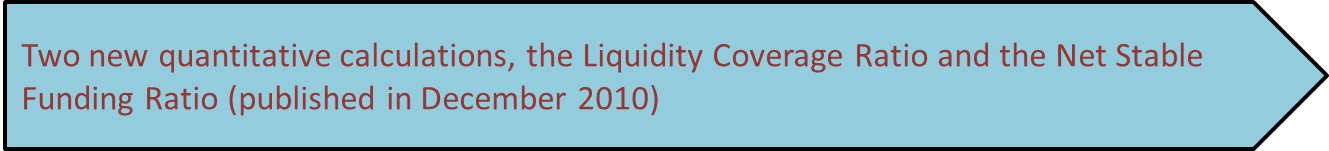 Two new quantitative calculations, the Liquidity Coverage Ratio and the Net Stable
Funding Ratio (published in December 2010)